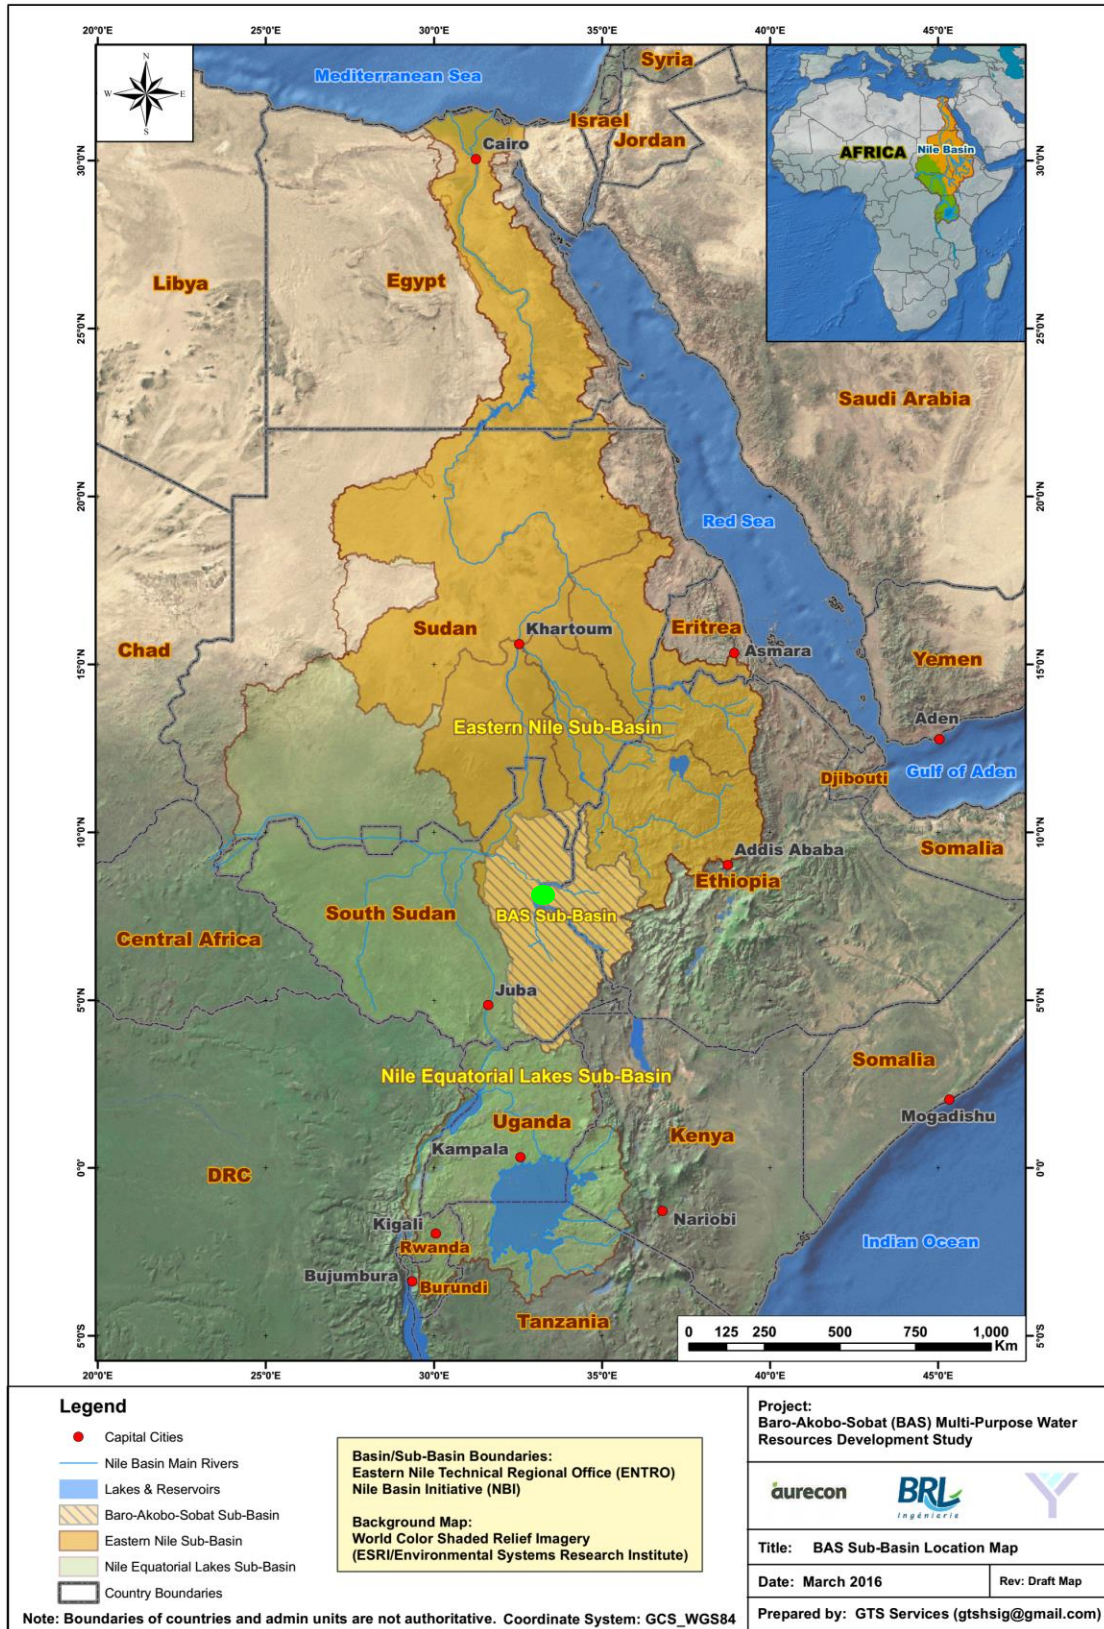 20°0'E 25°0'E 30°0'E 35°0'E 40°0'E 45°0'E
N
W E
S
Mediterranean Sea
Syria
Israel
Jordan
Cairo
AFRICA
Nile Basin
30°0'N 30°0'N
Libya
Egypt
25°0'N 25°0'N
Saudi Arabia
20°0'N 20°0'N
Red Sea
Chad
Sudan
Khartoum
Eritrea
Asmara
Yemen
15°0'N 15°0'N
Aden
Eastern Nile Sub-Basin
Djibouti
Gulf of Aden
10°0'N 10°0'N
Addis Ababa
Somalia
Ethiopia
South Sudan
BAS Sub-Basin
Central Africa
Juba
5°0'N 5°0'N
Somalia
Nile Equatorial Lakes Sub-Basin
Mogadishu
Uganda
Kenya
Kampala
DRC
0°0' 0°0'
Nariobi
Kigali
Rwanda
Indian Ocean
Bujumbura
Burundi
Tanzania
0 125 250 500 750 1,000
Km
5°0'S 5°0'S
20°0'E 25°0'E 30°0'E 35°0'E 40°0'E 45°0'E
Legend
Capital Cities
Nile Basin Main Rivers
Lakes & Reservoirs
Baro-Akobo-Sobat Sub-Basin
Eastern Nile Sub-Basin
Nile Equatorial Lakes Sub-Basin
Country Boundaries
Basin/Sub-Basin Boundaries:
Eastern Nile Technical Regional Office (ENTRO)
Nile Basin Initiative (NBI)
Background Map:
World Color Shaded Relief Imagery
(ESRI/Environmental Systems Research Institute)
Note: Boundaries of countries and admin units are not authoritative. Coordinate System: GCS_WGS84
Project:
Baro-Akobo-Sobat (BAS) Multi-Purpose Water
Resources Development Study
aurecon
BRL
Ingénierie
Title: BAS Sub-Basin Location Map
Date: March 2016
Rev: Draft Map
Prepared by: GTS Services (gtshsig@gmail.com)